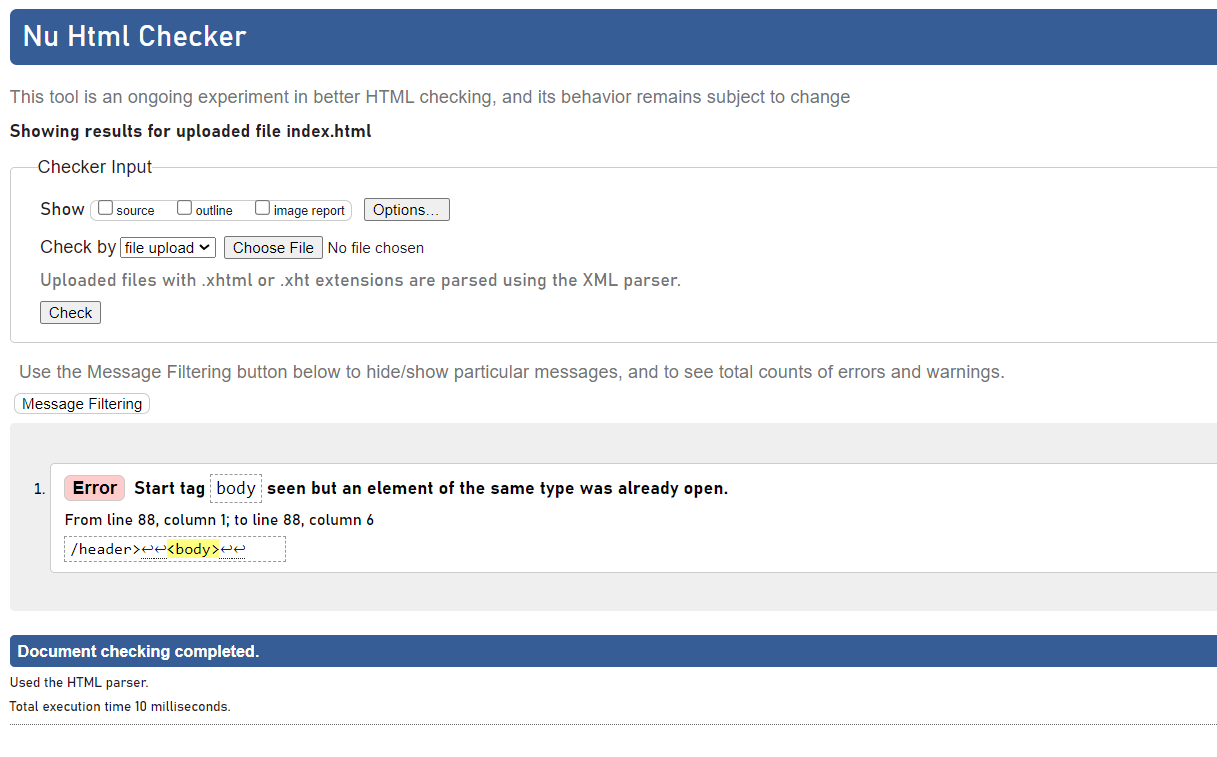 Nu Html Checker
This tool is an ongoing experiment in better HTML checking, and its behavior remains subject to change
Showing results for uploaded file index.html
Checker Input
Show source outline image report Options...
Check by file upload Choose File No file chosen
Uploaded files with .xhtml or .xht extensions are parsed using the XML parser.
Check
Use the Message Filtering button below to hide/show particular messages, and to see total counts of errors and warnings.
Message Filtering
1. Error Start tag body seen but an element of the same type was already open.
From line 88, column 1; to line 88, column 6
/header>↩↩<body>↩↩
Document checking completed.
Used the HTML parser.
Total execution time 10 milliseconds.